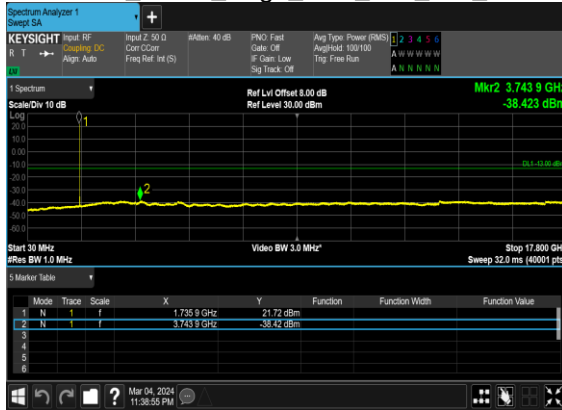 Spectrum Analyzer 1
Swept SA
+
KEYSIGHT Input: RF Input Z: 50 Ω #Atten: 40 dB PNO: Fast Avg Type: Power (RMS) 1 2 3 4 5 6
R T Coupling: DC Corr CCorr Gate: Off Avg|Hold: 100/100 A W W W W W
Align: Auto Freq Ref: Int (S) IF Gain: Low Trig: Free Run
LU Sig Track: Off A N N N N N
1 Spectrum Ref Lvl Offset 8.00 dB Mkr2 3.743 9 GHz
Scale/Div 10 dB Ref Level 30.00 dBm -38.423 dBm
Log
20.0 1
10.0
0.00
-10.0 DL1 -13.00 dBm
-20.0
-30.0 2
-40.0
-50.0
-60.0
Start 30 MHz Video BW 3.0 MHz* Stop 17.800 GHz
#Res BW 1.0 MHz Sweep 32.0 ms (40001 pts)
5 Marker Table
Mode Trace Scale X Y Function Function Width Function Value
1 N 1 f 1.735 9 GHz 21.72 dBm
2 N 1 f 3.743 9 GHz -38.42 dBm
3
4
5
6
? Mar 04, 2024
11:38:55 PM